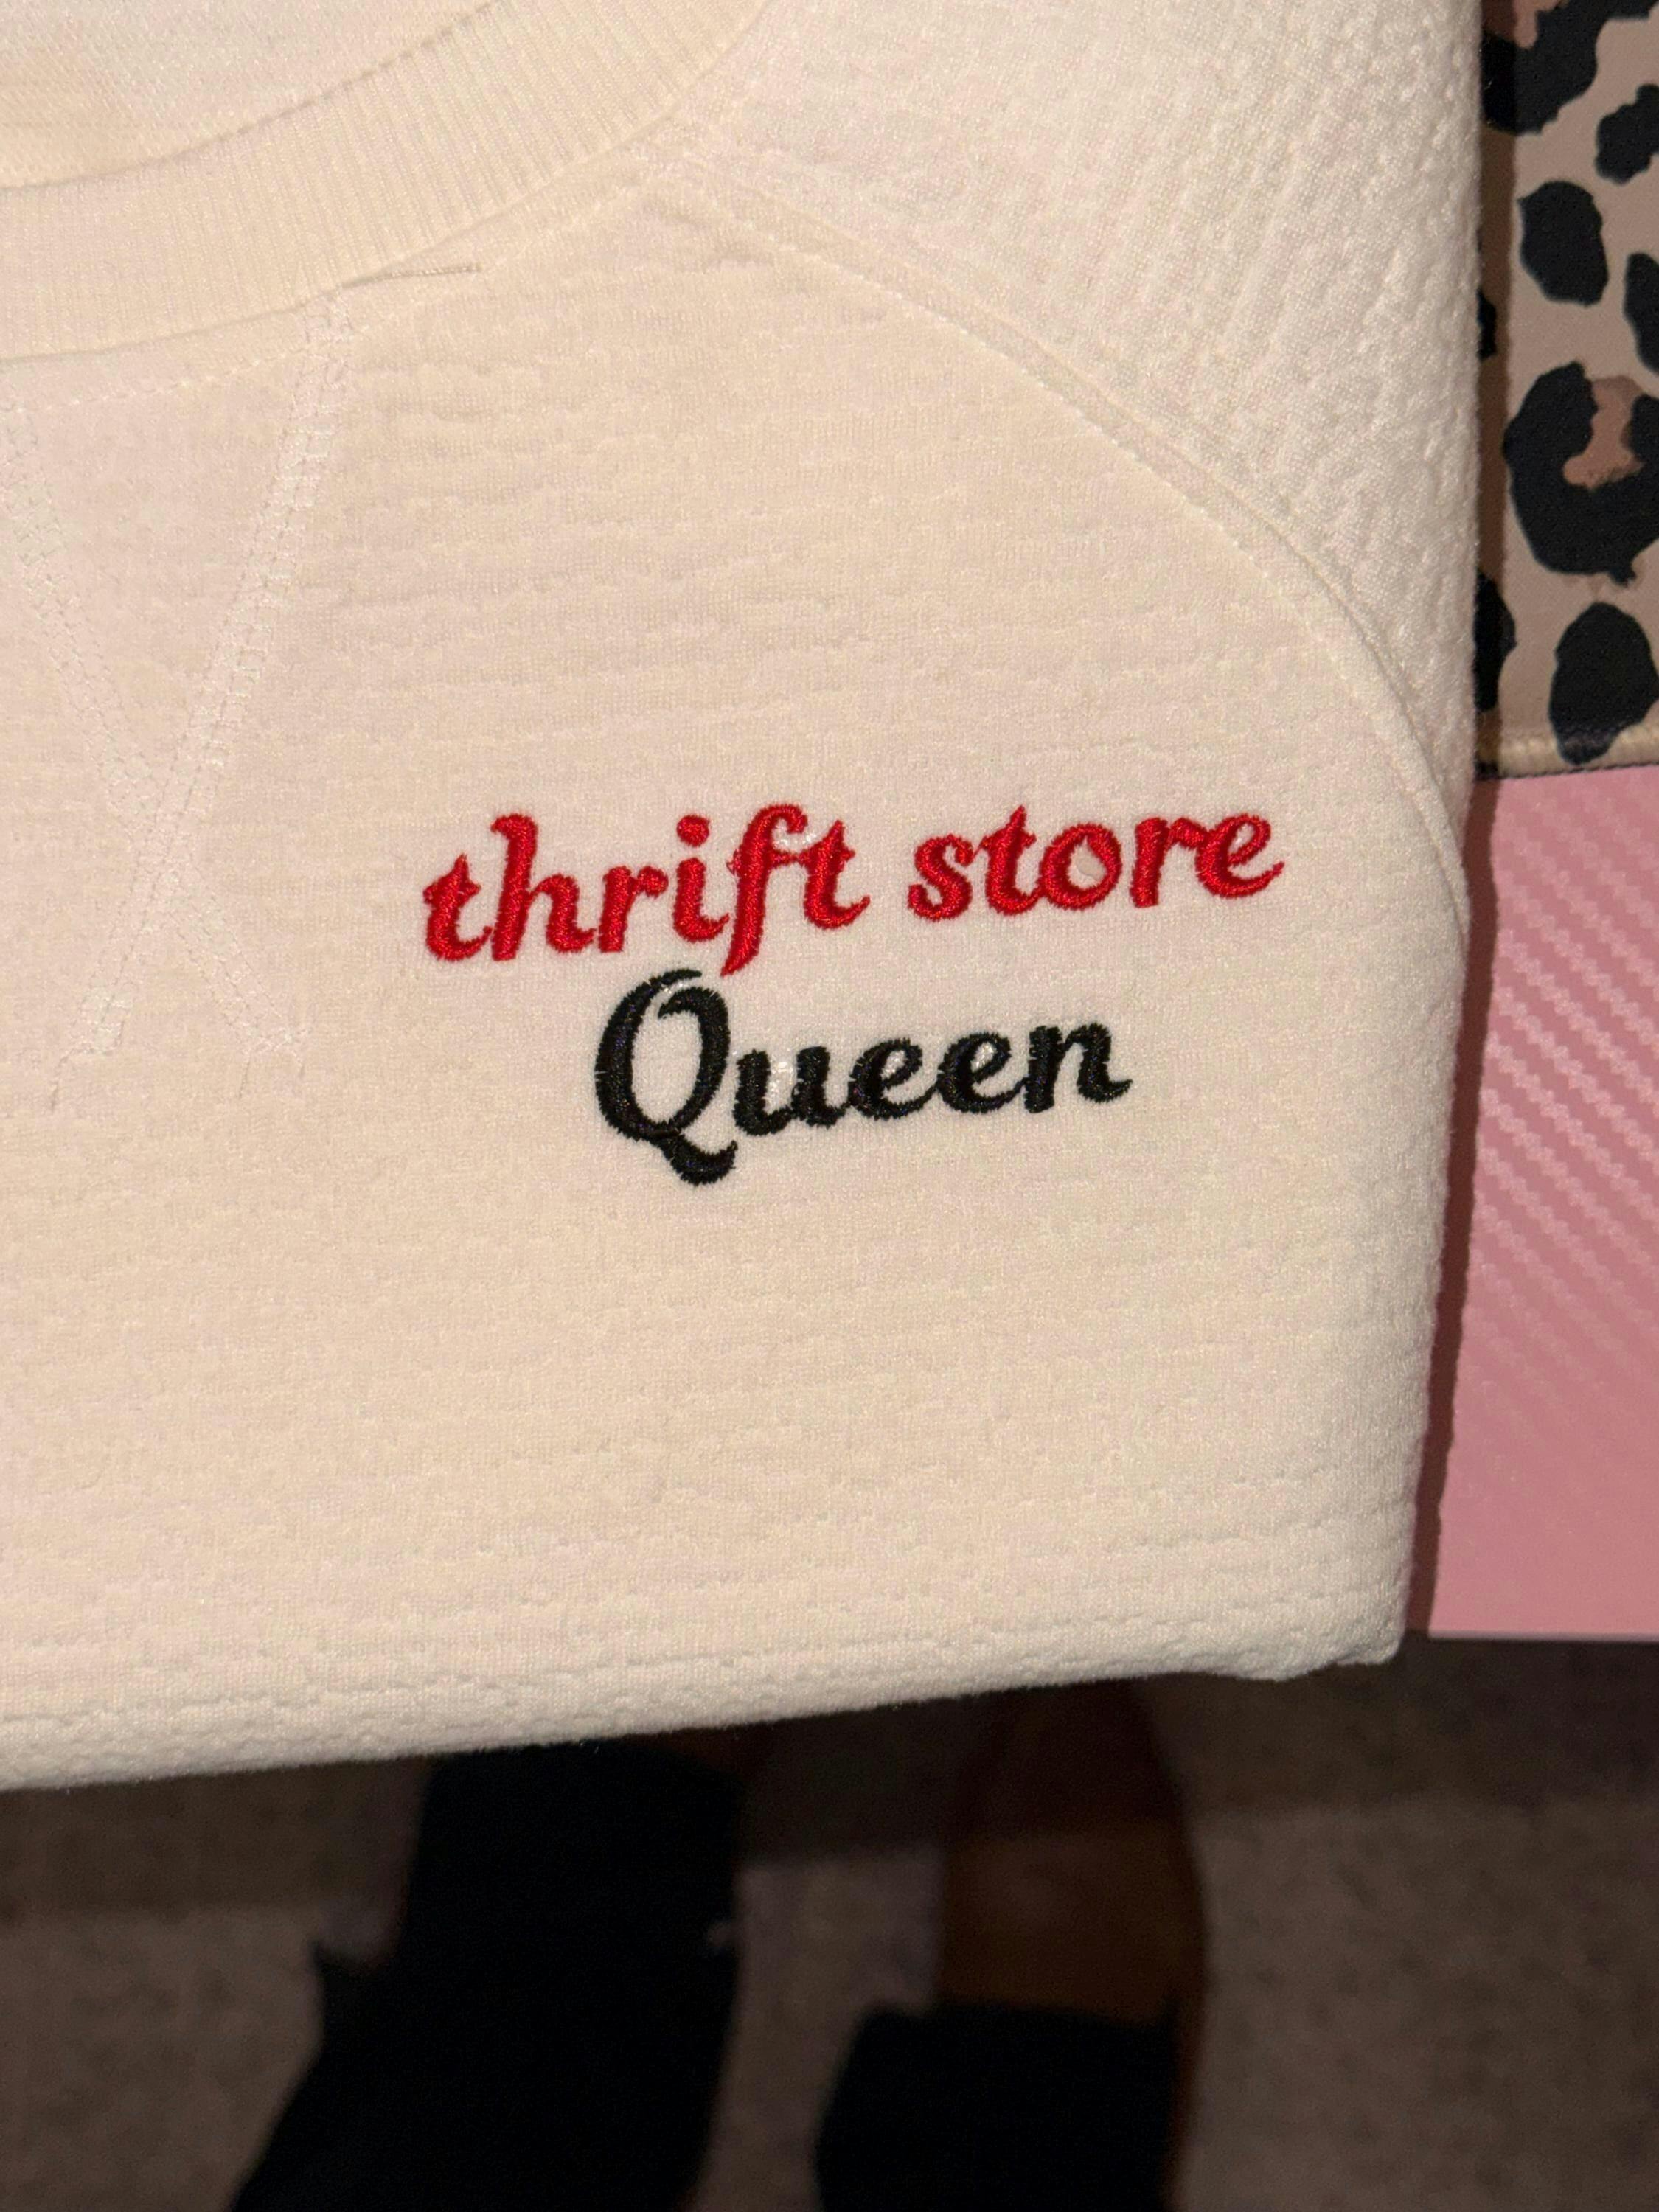 thrift store
Queen